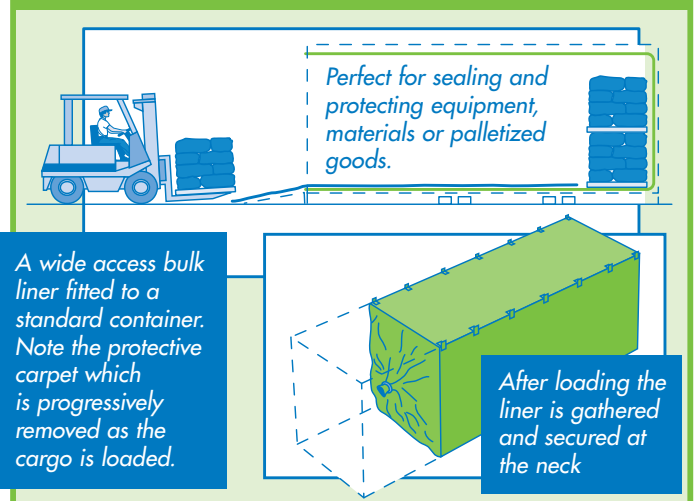 Perfect for sealing and
protecting equipment,
materials or palletized
goods.
A wide access bulk
liner fitted to a
standard container.
Note the protective
carpet which
is progressively
removed as the
cargo is loaded.
After loading the
liner is gathered
and secured at
the neck